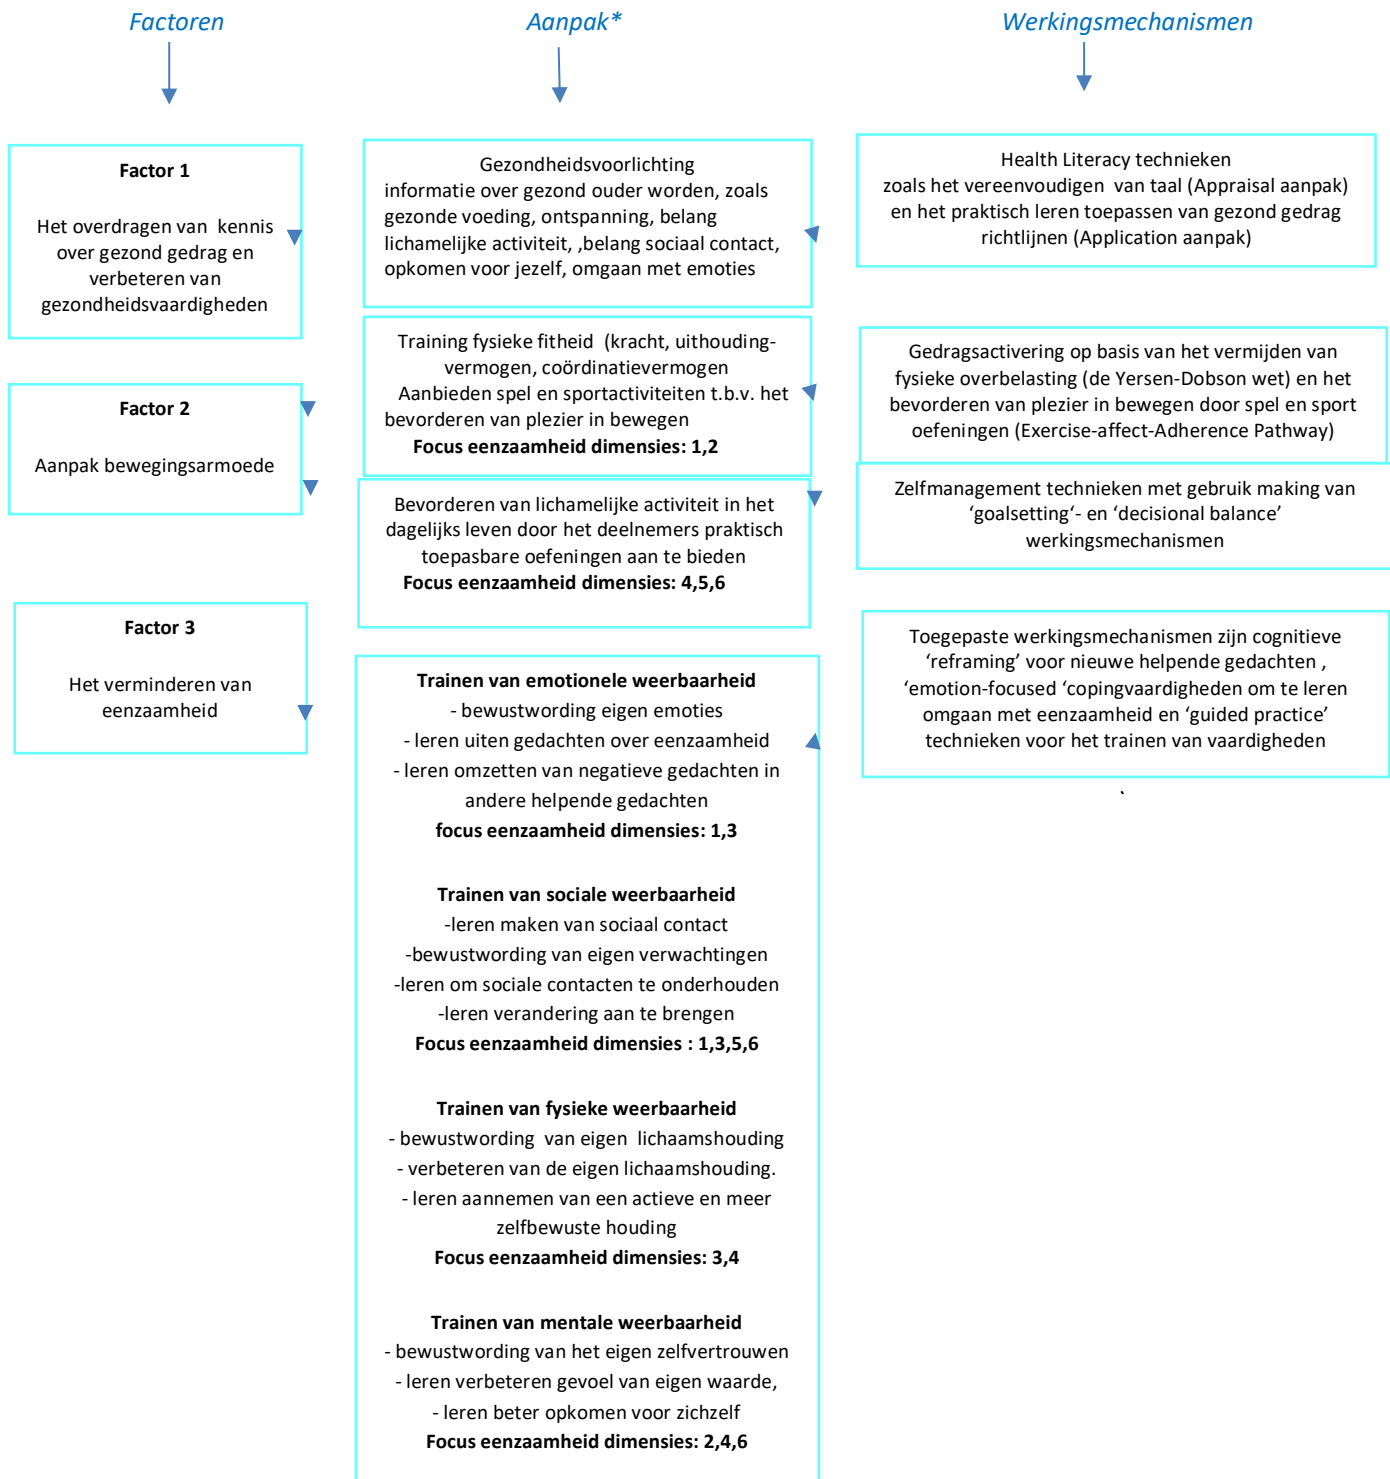 Factoren
Aanpak*
Werkingsmechanismen
Factor 1
Het overdragen van kennis
over gezond gedrag en
verbeteren van
gezondheidsvaardigheden
Gezondheidsvoorlichting
informatie over gezond ouder worden, zoals
gezonde voeding, ontspanning, belang
lichamelijke activiteit, ,belang sociaal contact,
opkomen voor jezelf, omgaan met emoties
Health Literacy technieken
zoals het vereenvoudigen van taal (Appraisal aanpak)
en het praktisch leren toepassen van gezond gedrag
richtlijnen (Application aanpak)
Factor 2
Aanpak bewegingsarmoede
Training fysieke fitheid (kracht, uithouding-
vermogen, coördinatievermogen
Aanbieden spel en sportactiviteiten t.b.v. het
bevorderen van plezier in bewegen
Focus eenzaamheid dimensies: 1,2
Gedragsactivering op basis van het vermijden van
fysieke overbelasting (de Yersen-Dobson wet) en het
bevorderen van plezier in bewegen door spel en sport
oefeningen (Exercise-affect-Adherence Pathway)
Bevorderen van lichamelijke activiteit in het
dagelijks leven door het deelnemers praktisch
toepasbare oefeningen aan te bieden
Focus eenzaamheid dimensies: 4,5,6
Zelfmanagement technieken met gebruik making van
‘goalsetting‘- en ‘decisional balance’
werkingsmechanismen
Factor 3
Het verminderen van
eenzaamheid
Trainen van emotionele weerbaarheid
- bewustwording eigen emoties
- leren uiten gedachten over eenzaamheid
- leren omzetten van negatieve gedachten in
andere helpende gedachten
focus eenzaamheid dimensies: 1,3
Trainen van sociale weerbaarheid
-leren maken van sociaal contact
-bewustwording van eigen verwachtingen
-leren om sociale contacten te onderhouden
-leren verandering aan te brengen
Focus eenzaamheid dimensies : 1,3,5,6
Trainen van fysieke weerbaarheid
- bewustwording van eigen lichaamshouding
- verbeteren van de eigen lichaamshouding.
- leren aannemen van een actieve en meer
zelfbewuste houding
Focus eenzaamheid dimensies: 3,4
Trainen van mentale weerbaarheid
- bewustwording van het eigen zelfvertrouwen
- leren verbeteren gevoel van eigen waarde,
- leren beter opkomen voor zichzelf
Focus eenzaamheid dimensies: 2,4,6
Toegepaste werkingsmechanismen zijn cognitieve
‘reframing’ voor nieuwe helpende gedachten ,
‘emotion-focused ‘copingvaardigheden om te leren
omgaan met eenzaamheid en ‘guided practice’
technieken voor het trainen van vaardigheden